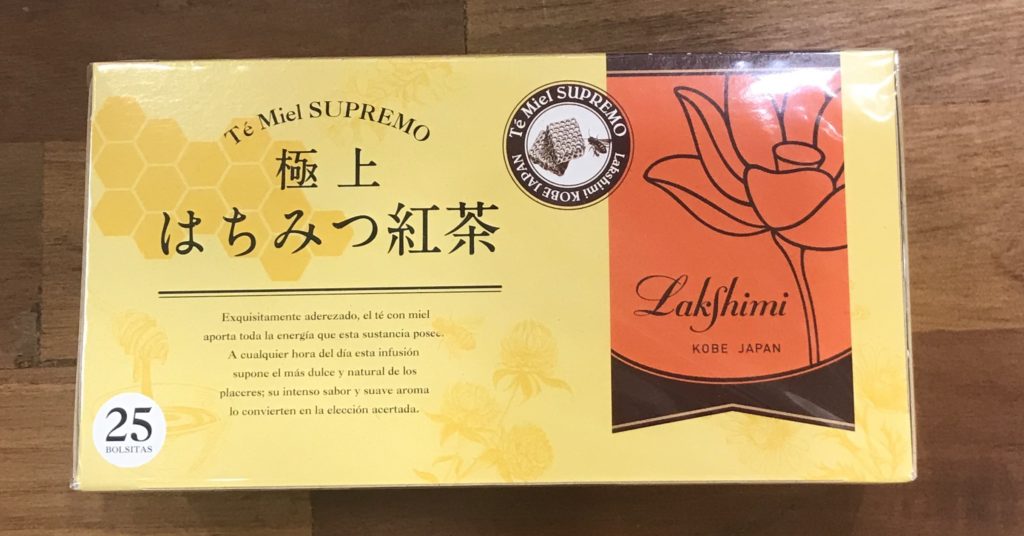 Té Miel SUPREMO
極上
はちみつ紅茶
Exquisitamente aderezado, el té con miel
aporta toda la energía que esta sustancia posee.
A cualquier hora del día esta infusión
supone el más dulce y natural de los
placeres; su intenso sabor y suave aroma
lo convierten en la elección acertada.
25
BOLSITAS
Té Miel SUPREMO
Lakshimi KOBE JAPAN
Lakshimi
KOBE JAPAN